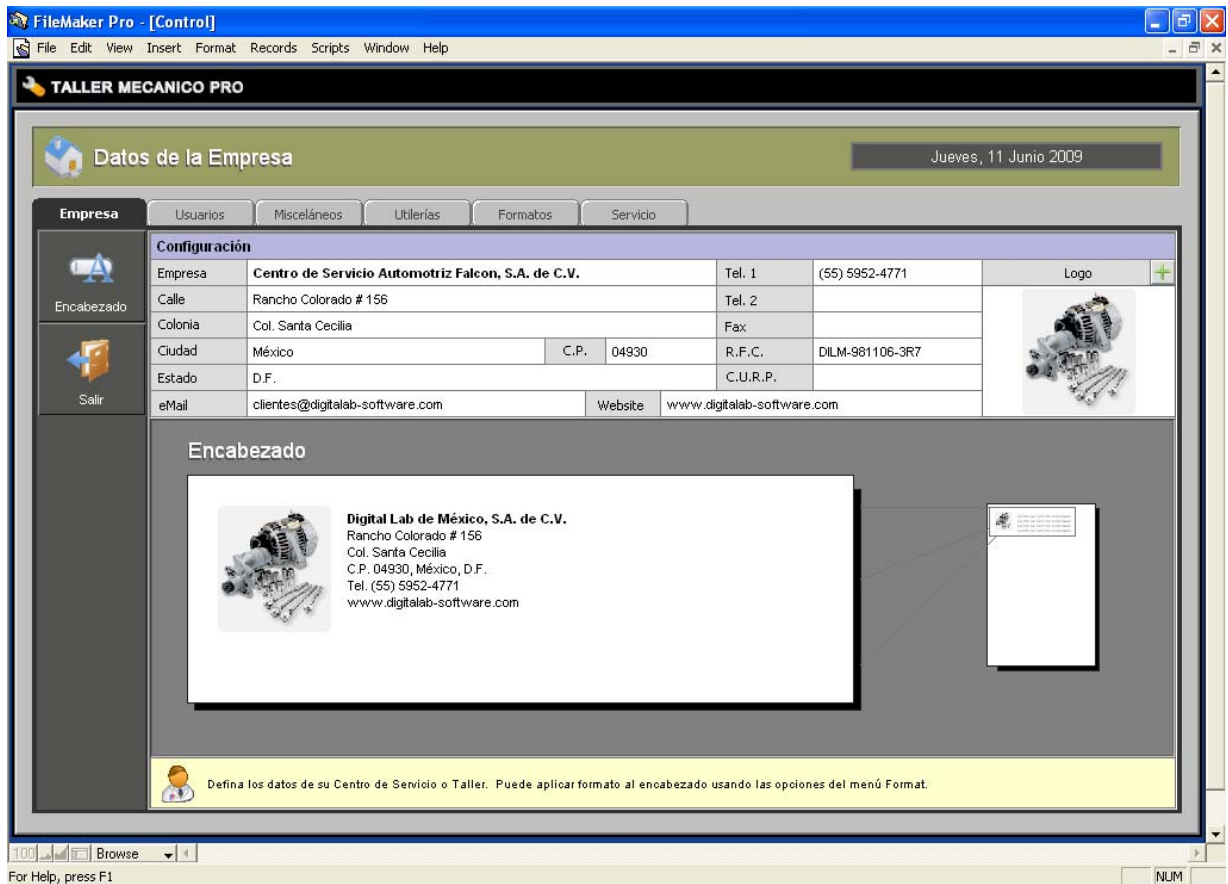 FileMaker Pro - [Control]
File Edit View Insert Format Records Scripts Window Help
TALLER MECANICO PRO
Datos de la Empresa
Jueves, 11 Junio 2009
Empresa Usuarios Misceláneos Utilerías Formatos Servicio
Encabezado
Salir
Configuración
Empresa Centro de Servicio Automotriz Falcon, S.A. de C.V. Tel. 1 (55) 5952-4771 Logo
Calle Rancho Colorado # 156 Tel. 2
Colonia Col. Santa Cecilia Fax
Ciudad México C.P. 04930 R.F.C. DILM-981106-3R7
Estado D.F. C.U.R.P.
eMail clientes@digitalab-software.com Website www.digitalab-software.com
Encabezado
Digital Lab de México, S.A. de C.V.
Rancho Colorado # 156
Col. Santa Cecilia
C.P. 04930, México, D.F.
Tel. (55) 5952-4771
www.digitalab-software.com
Defina los datos de su Centro de Servicio o Taller. Puede aplicar formato al encabezado usando las opciones del menú Format.
100 Browse
For Help, press F1 NUM